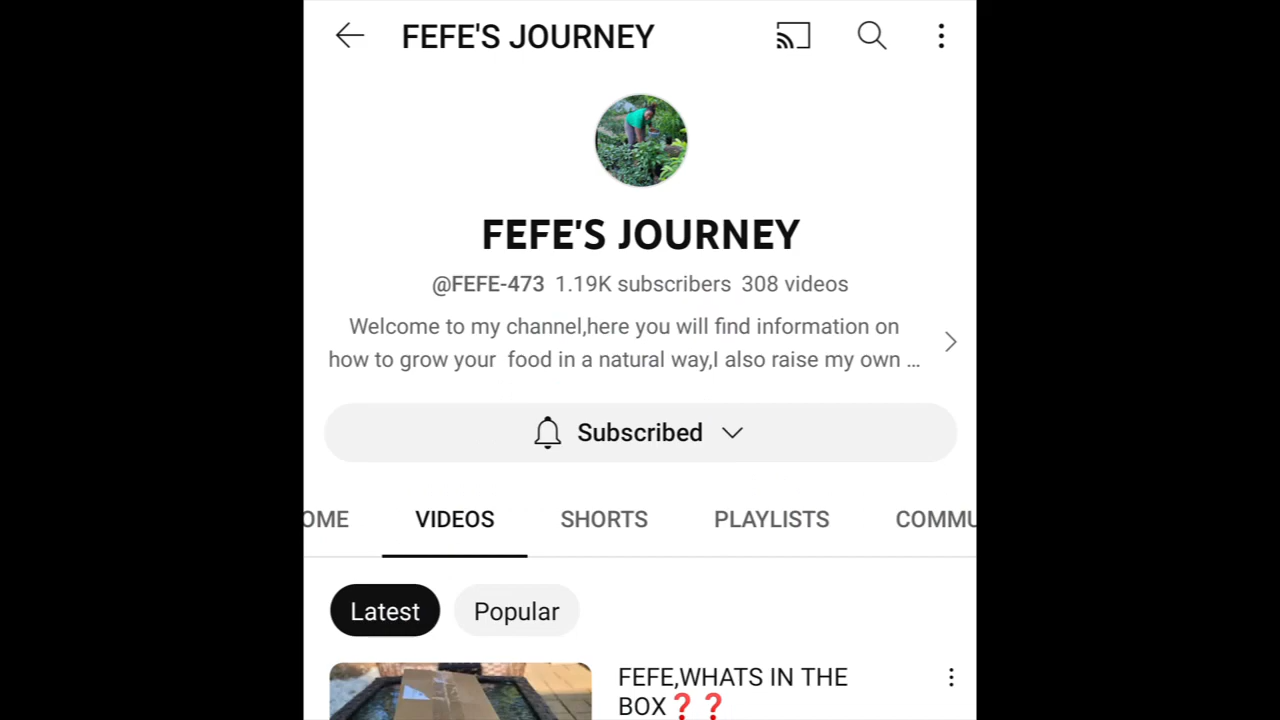 FEFE'S JOURNEY
FEFE'S JOURNEY
@FEFE-473 1.19K subscribers 308 videos
Welcome to my channel,here you will find information on
how to grow your food in a natural way,I also raise my own ...
Subscribed
OME VIDEOS SHORTS PLAYLISTS COMMU
Latest Popular
FEFE,WHATS IN THE
BOX❓❓